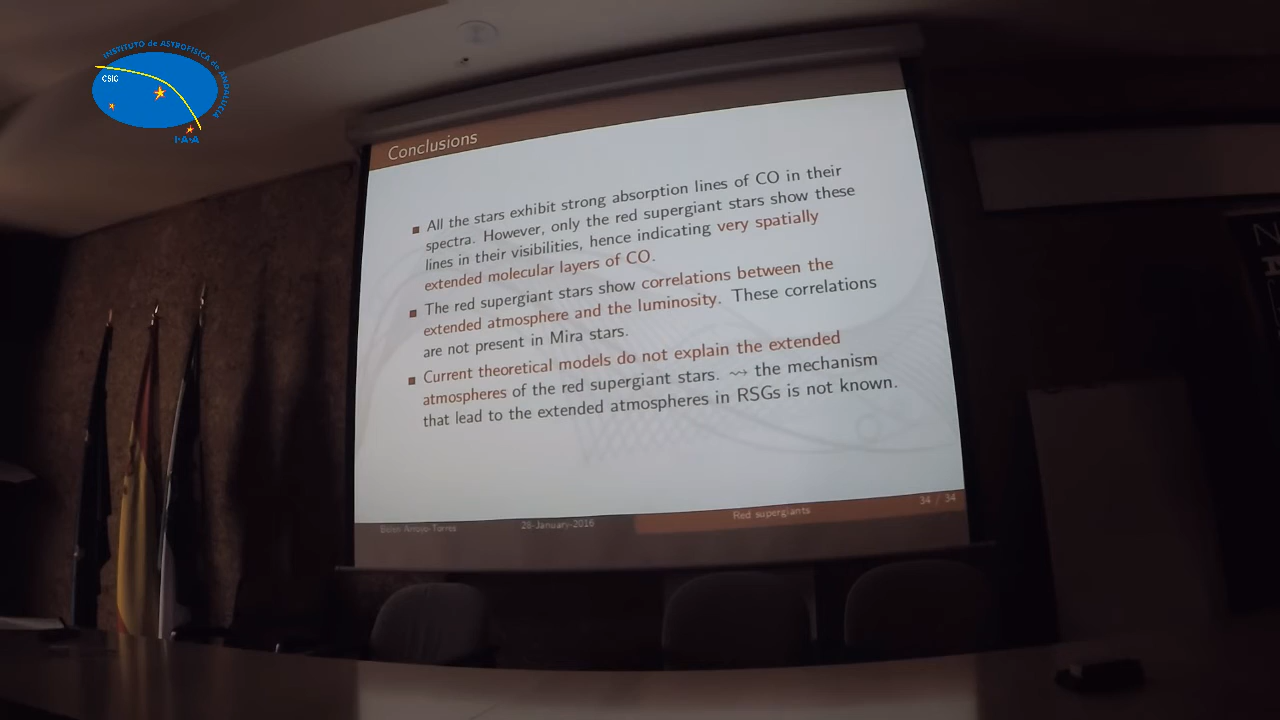 INSTITUTO de ASTROFISICA de ANDALUCIA
CSIC
I·A·A
Conclusions
All the stars exhibit strong absorption lines of CO in their
spectra. However, only the red supergiant stars show these
lines in their visibilities, hence indicating very spatially
extended molecular layers of CO.
The red supergiant stars show correlations between the
extended atmosphere and the luminosity. These correlations
are not present in Mira stars.
Current theoretical models do not explain the extended
atmospheres of the red supergiant stars. ⇝ the mechanism
that lead to the extended atmospheres in RSGs is not known.
Belén Arroyo-Torres
28-January-2016
Red supergiants
34 / 34